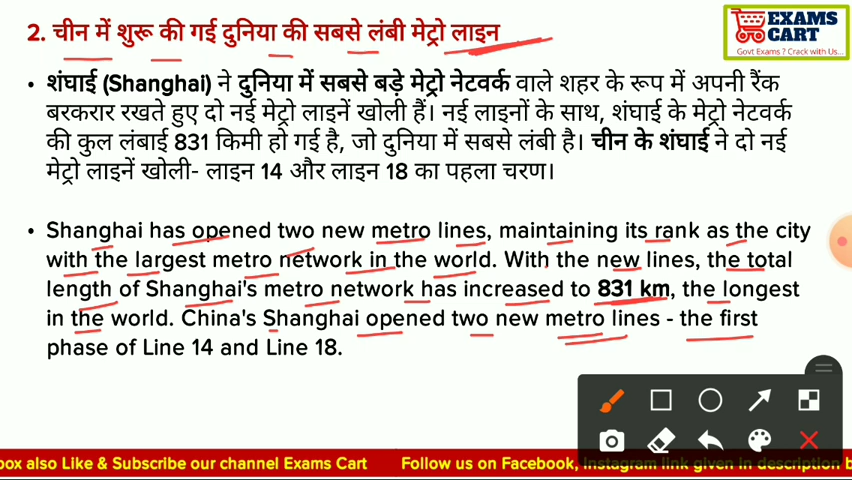 2. चीन में शुरू की गई दुनिया की सबसे लंबी मेट्रो लाइन
EXAMS
CART
Govt Exams ? Crack with Us...
• शंघाई (Shanghai) ने दुनिया में सबसे बड़े मेट्रो नेटवर्क वाले शहर के रूप में अपनी रैंक
बरकरार रखते हुए दो नई मेट्रो लाइनें खोली हैं। नई लाइनों के साथ, शंघाई के मेट्रो नेटवर्क
की कुल लंबाई 831 किमी हो गई है, जो दुनिया में सबसे लंबी है। चीन के शंघाई ने दो नई
मेट्रो लाइनें खोली- लाइन 14 और लाइन 18 का पहला चरण।
• Shanghai has opened two new metro lines, maintaining its rank as the city
with the largest metro network in the world. With the new lines, the total
length of Shanghai's metro network has increased to 831 km, the longest
in the world. China's Shanghai opened two new metro lines - the first
phase of Line 14 and Line 18.
box also Like & Subscribe our channel Exams Cart Follow us on Facebook, Instagram link given in description b